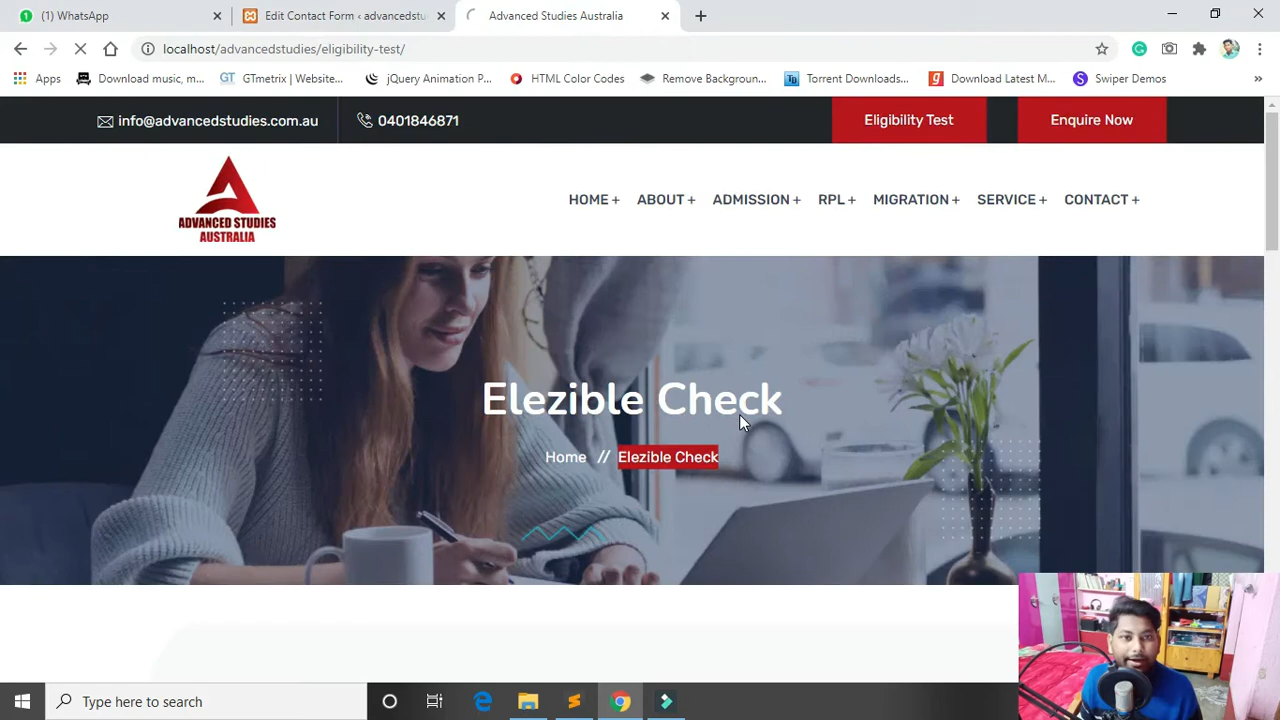 (1) WhatsApp
Edit Contact Form ‹ advancedstu
Advanced Studies Australia
localhost/advancedstudies/eligibility-test/
Apps
Download music, m...
GT
GTmetrix | Website...
jQuery Animation P...
HTML Color Codes
Remove Backgroun...
Torrent Downloads...
Download Latest M...
Swiper Demos
»
info@advancedstudies.com.au
0401846871
Eligibility Test
Enquire Now
ADVANCED STUDIES
AUSTRALIA
HOME +
ABOUT +
ADMISSION +
RPL +
MIGRATION +
SERVICE +
CONTACT +
Elezible Check
Home // Elezible Check
Type here to search